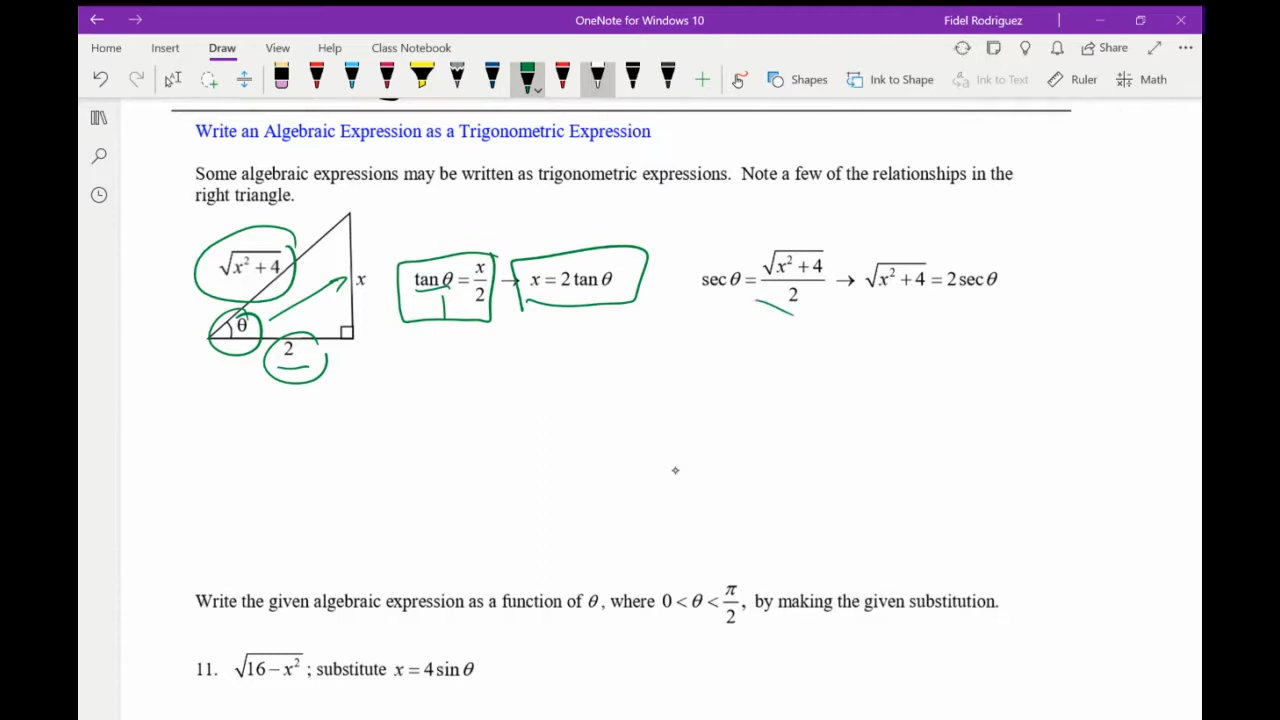 OneNote for Windows 10
Fidel Rodriguez
Home Insert Draw View Help Class Notebook
Share
Shapes Ink to Shape Ink to Text Ruler Math
Write an Algebraic Expression as a Trigonometric Expression
Some algebraic expressions may be written as trigonometric expressions. Note a few of the relationships in the
right triangle.
√(x² + 4)
x
θ
2
tan θ = x/2 → x = 2 tan θ
sec θ = √(x² + 4)/2 → √(x² + 4) = 2 sec θ
Write the given algebraic expression as a function of θ, where 0 < θ < π/2, by making the given substitution.
11. √(16 − x²) ; substitute x = 4 sin θ